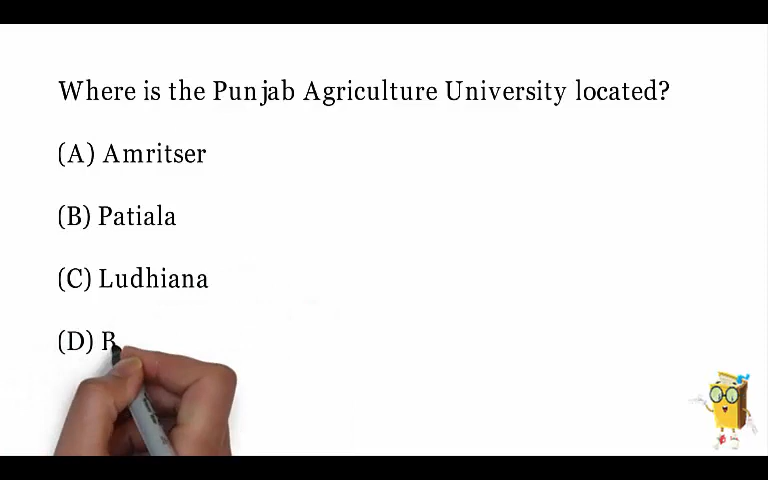 Where is the Punjab Agriculture University located?
(A) Amritser
(B) Patiala
(C) Ludhiana
(D)